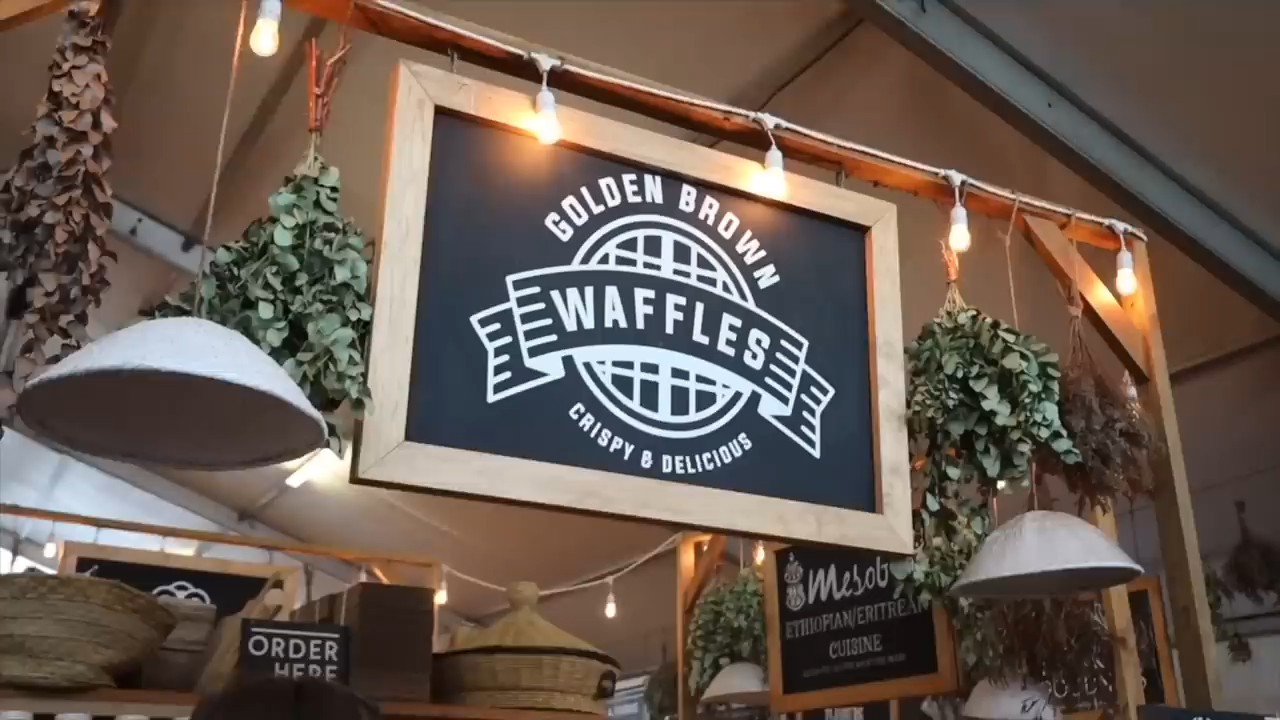 GOLDEN BROWN
WAFFLES
CRISPY & DELICIOUS
Mesob
ETHIOPIAN/ERITREAN
CUISINE
ORDER
HERE